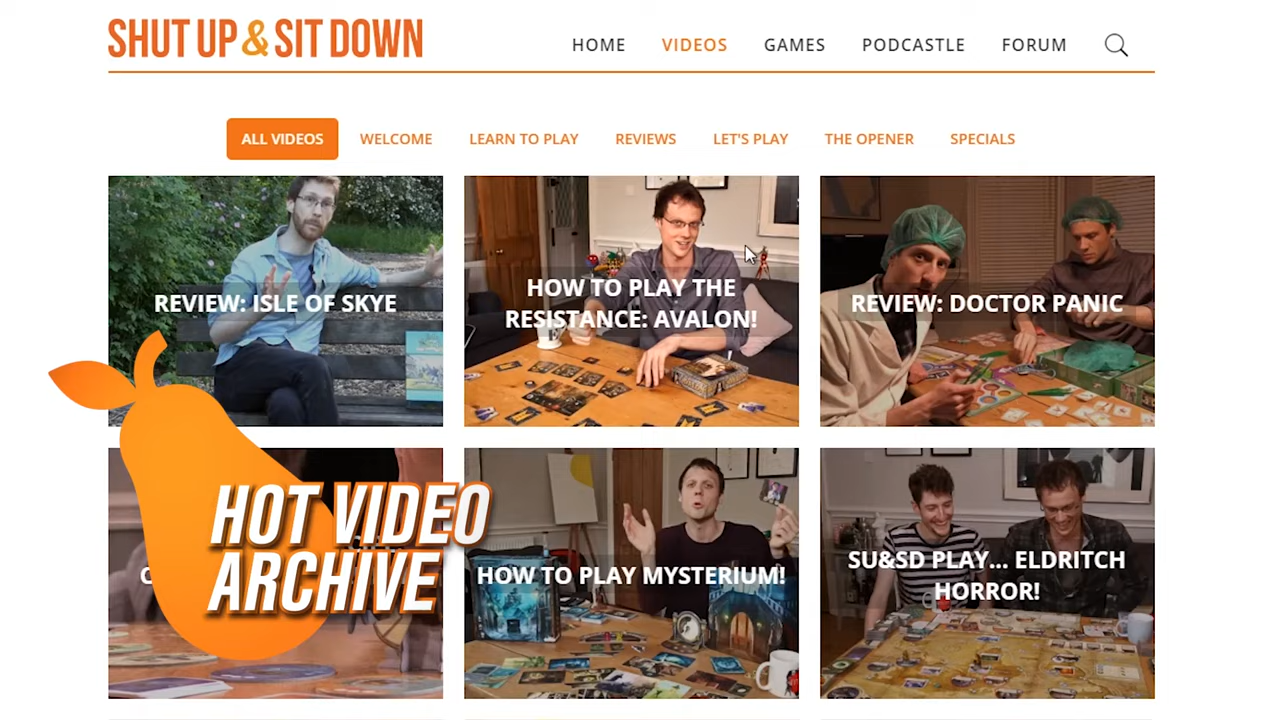 SHUT UP & SIT DOWN
HOME VIDEOS GAMES PODCASTLE FORUM
ALL VIDEOS WELCOME LEARN TO PLAY REVIEWS LET'S PLAY THE OPENER SPECIALS
REVIEW: ISLE OF SKYE
HOW TO PLAY THE
RESISTANCE: AVALON!
REVIEW: DOCTOR PANIC
HOT VIDEO
ARCHIVE
HOW TO PLAY MYSTERIUM!
SU&SD PLAY... ELDRITCH
HORROR!